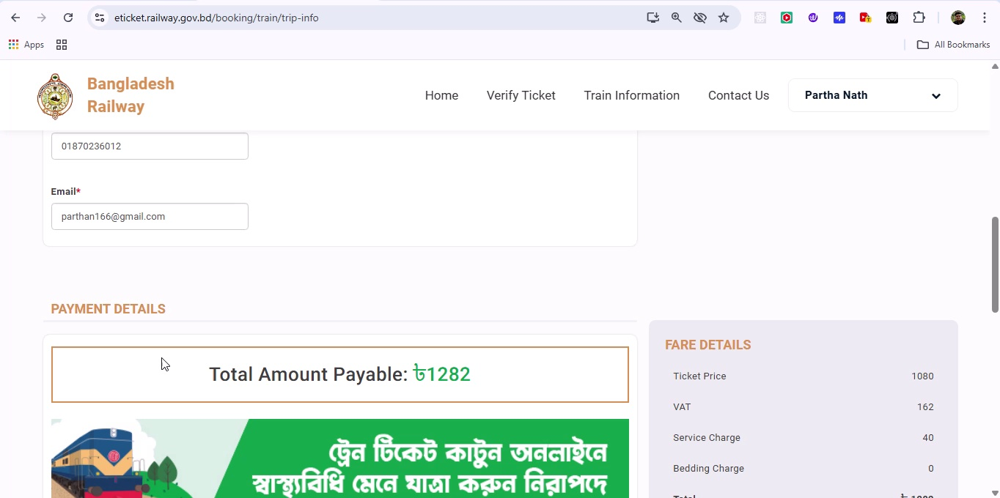 eticket.railway.gov.bd/booking/train/trip-info
Apps
All Bookmarks
Bangladesh
Railway
Home
Verify Ticket
Train Information
Contact Us
Partha Nath
01870236012
Email*
parthan166@gmail.com
PAYMENT DETAILS
Total Amount Payable: ৳1282
ট্রেন টিকেট কাটুন অনলাইনে
স্বাস্থ্যবিধি মেনে যাত্রা করুন নিরাপদে
FARE DETAILS
Ticket Price 1080
VAT 162
Service Charge 40
Bedding Charge 0
Total ৳ 1282